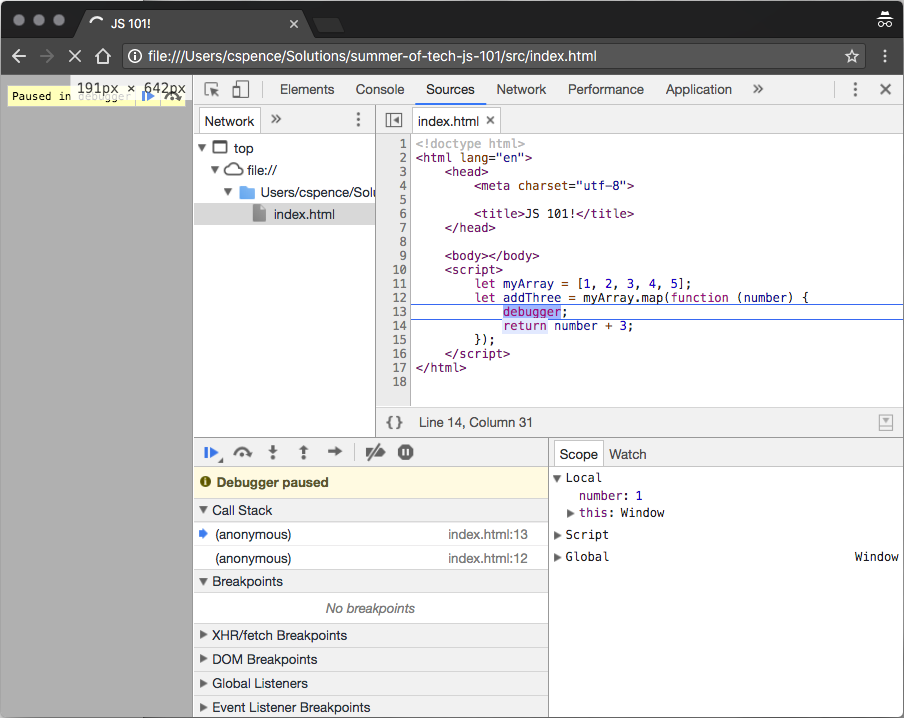 JS 101!
file:///Users/cspence/Solutions/summer-of-tech-js-101/src/index.html
191px × 642px
Paused in debugger
Elements Console Sources Network Performance Application »
Network »
index.html ×
top
file://
Users/cspence/Solu
index.html
1 <!doctype html>
2 <html lang="en">
3     <head>
4         <meta charset="utf-8">
5
6         <title>JS 101!</title>
7     </head>
8
9     <body></body>
10     <script>
11         let myArray = [1, 2, 3, 4, 5];
12         let addThree = myArray.map(function (number) {
13             debugger;
14             return number + 3;
15         });
16     </script>
17 </html>
18
{} Line 14, Column 31
Debugger paused
Call Stack
(anonymous) index.html:13
(anonymous) index.html:12
Breakpoints
No breakpoints
XHR/fetch Breakpoints
DOM Breakpoints
Global Listeners
Event Listener Breakpoints
Scope Watch
Local
number: 1
this: Window
Script
Global Window